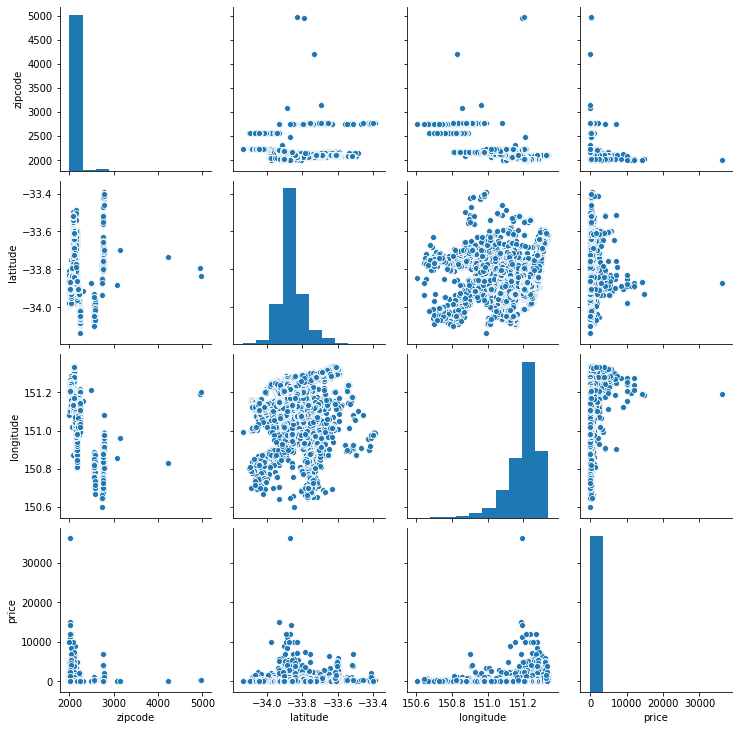 5000
4500
4000
3500
3000
2500
2000
zipcode
−33.4
−33.6
−33.8
−34.0
latitude
151.2
151.0
150.8
150.6
longitude
30000
20000
10000
0
price
2000 3000 4000 5000
zipcode
−34.0 −33.8 −33.6 −33.4
latitude
150.6 150.8 151.0 151.2
longitude
0 10000 20000 30000
price